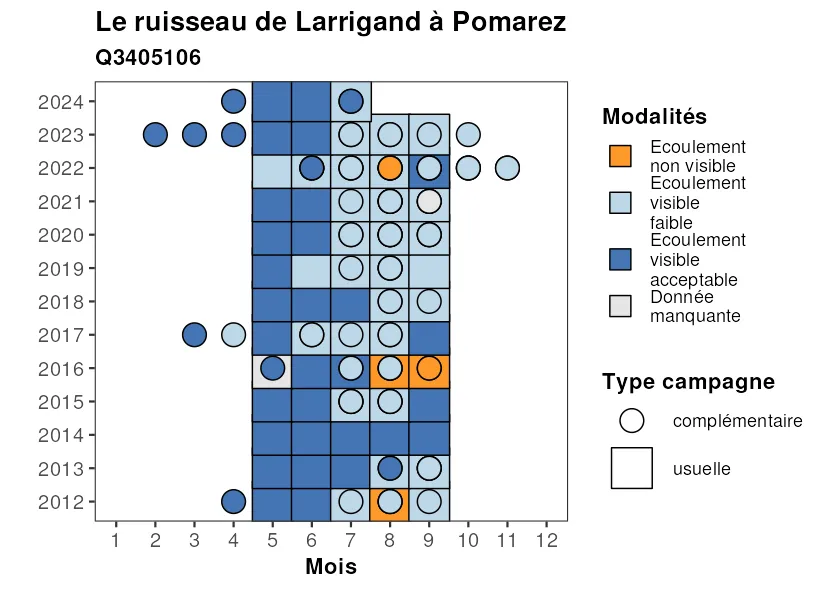 Le ruisseau de Larrigand à Pomarez
Q3405106
2024
2023
2022
2021
2020
2019
2018
2017
2016
2015
2014
2013
2012
1 2 3 4 5 6 7 8 9 10 11 12
Mois
Modalités
Ecoulement
non visible
Ecoulement
visible
faible
Ecoulement
visible
acceptable
Donnée
manquante
Type campagne
complémentaire
usuelle